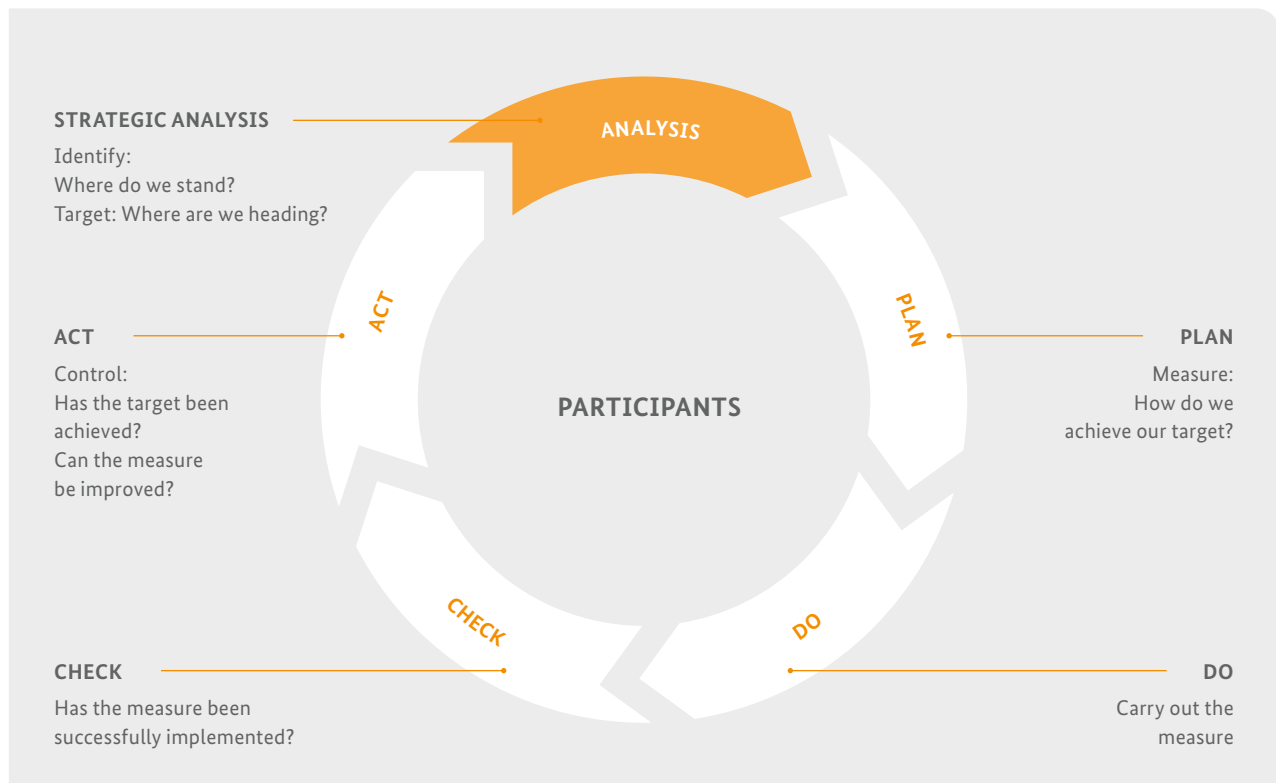 STRATEGIC ANALYSIS
Identify:
Where do we stand?
Target: Where are we heading?
ANALYSIS
ACT
Control:
Has the target been
achieved?
Can the measure
be improved?
ACT
PARTICIPANTS
PLAN
PLAN
Measure:
How do we
achieve our target?
CHECK
Has the measure been
successfully implemented?
CHECK
DO
DO
Carry out the
measure